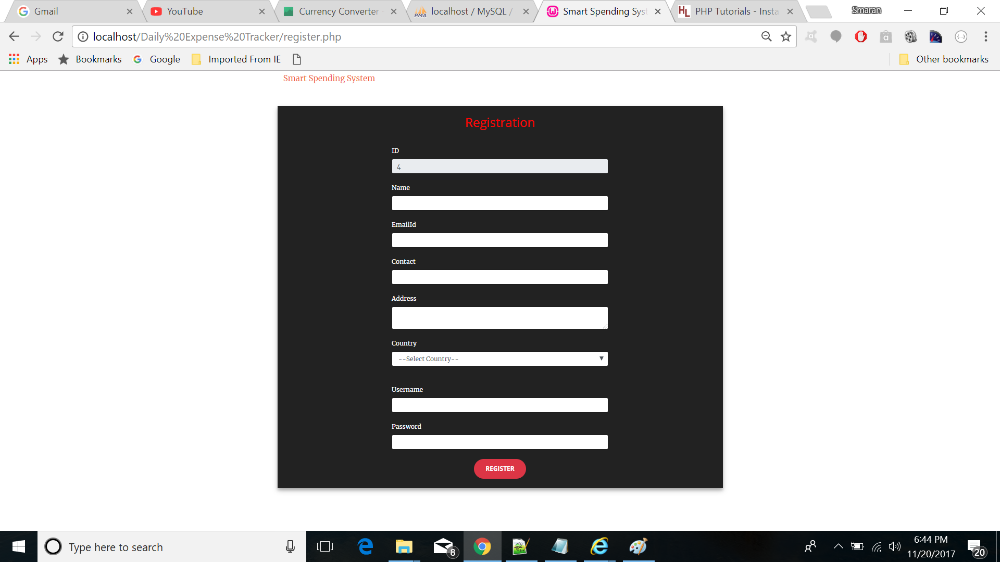 Gmail
YouTube
Currency Converter
localhost / MySQL /
Smart Spending Syst
PHP Tutorials - Insta
Smaran
localhost/Daily%20Expense%20Tracker/register.php
Apps
Bookmarks
Google
Imported From IE
Other bookmarks
Smart Spending System
Registration
ID
4
Name
EmailId
Contact
Address
Country
--Select Country--
Username
Password
REGISTER
Type here to search
8
6:44 PM
11/20/2017
20